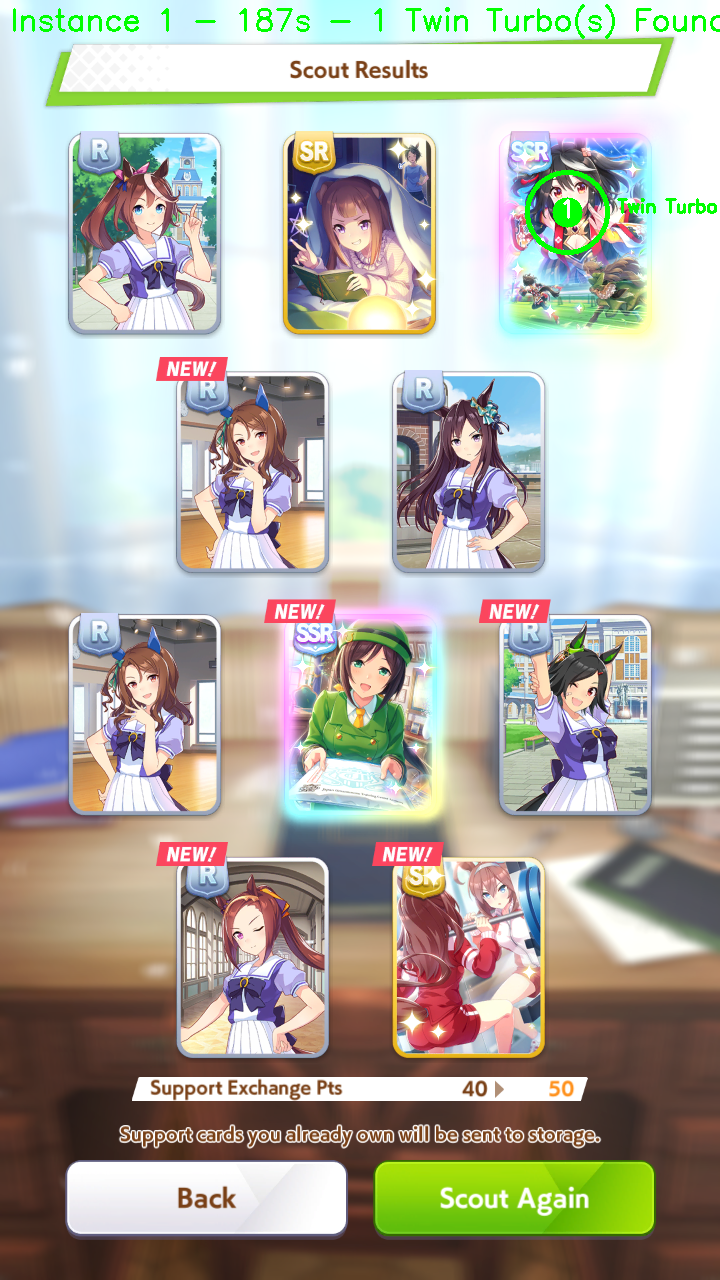 Instance 1 - 187s - 1 Twin Turbo(s) Found
Scout Results
R
SR
SSR
1
Twin Turbo
NEW!
R
R
R
NEW!
SSR
NEW!
R
NEW!
R
NEW!
SR
Support Exchange Pts 40 50
Support cards you already own will be sent to storage.
Back
Scout Again